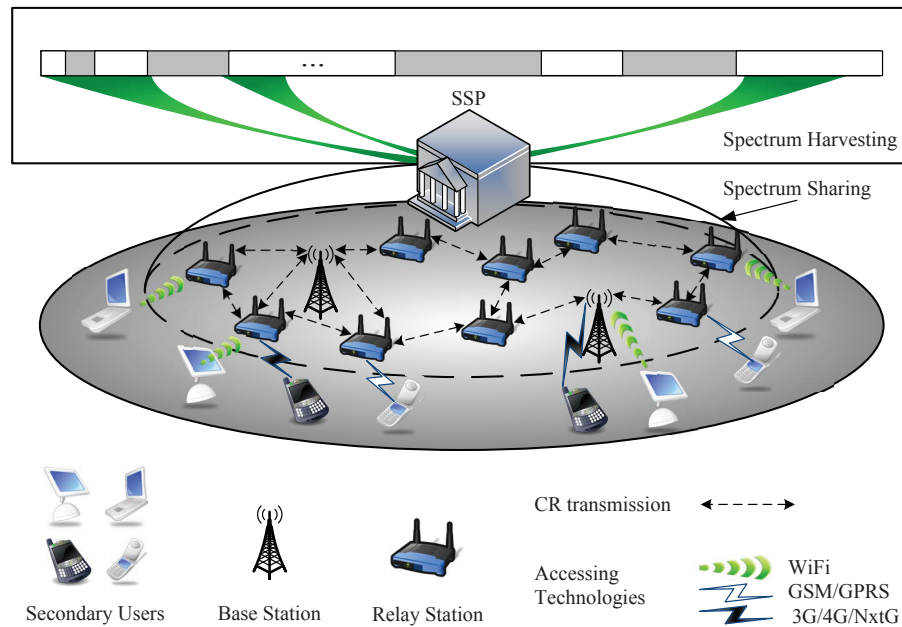 ...
SSP
Spectrum Harvesting
Spectrum Sharing
CR transmission
Accessing
Technologies
WiFi
GSM/GPRS
3G/4G/NxtG
Secondary Users
Base Station
Relay Station